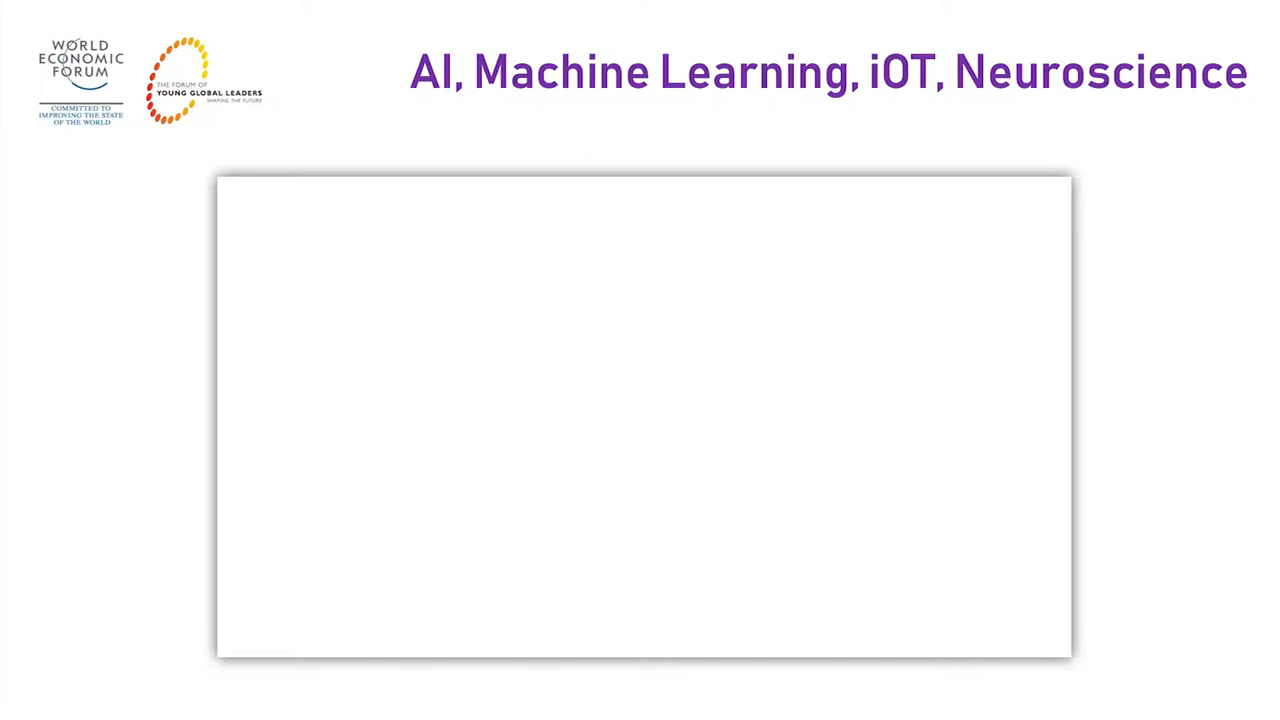 WORLD
ECONOMIC
FORUM
COMMITTED TO
IMPROVING THE STATE
OF THE WORLD
THE FORUM OF
YOUNG GLOBAL LEADERS
SHAPING THE FUTURE
AI, Machine Learning, iOT, Neuroscience